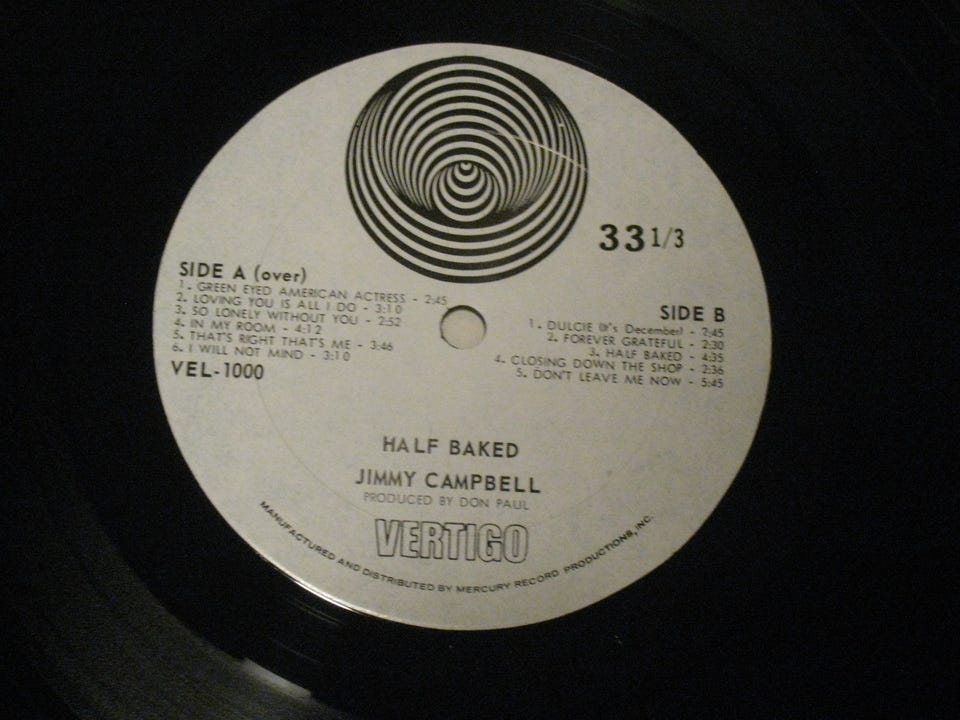 33 1/3
SIDE A (over)
1. GREEN EYED AMERICAN ACTRESS - 2:45
2. LOVING YOU IS ALL I DO - 3:10
3. SO LONELY WITHOUT YOU - 2:52
4. IN MY ROOM - 4:12
5. THAT'S RIGHT THAT'S ME - 3:46
6. I WILL NOT MIND - 3:10
VEL-1000
SIDE B
1. DULCIE (It's December) - 2:45
2. FOREVER GRATEFUL - 2:30
3. HALF BAKED - 4:35
4. CLOSING DOWN THE SHOP - 2:36
5. DON'T LEAVE ME NOW - 5:45
HALF BAKED
JIMMY CAMPBELL
PRODUCED BY DON PAUL
VERTIGO
MANUFACTURED AND DISTRIBUTED BY MERCURY RECORD PRODUCTIONS, INC.